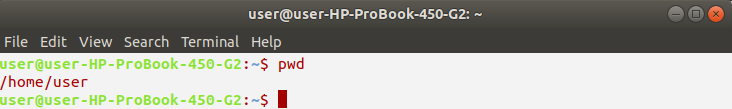 user@user-HP-ProBook-450-G2: ~
File Edit View Search Terminal Help
user@user-HP-ProBook-450-G2:~$ pwd
/home/user
user@user-HP-ProBook-450-G2:~$